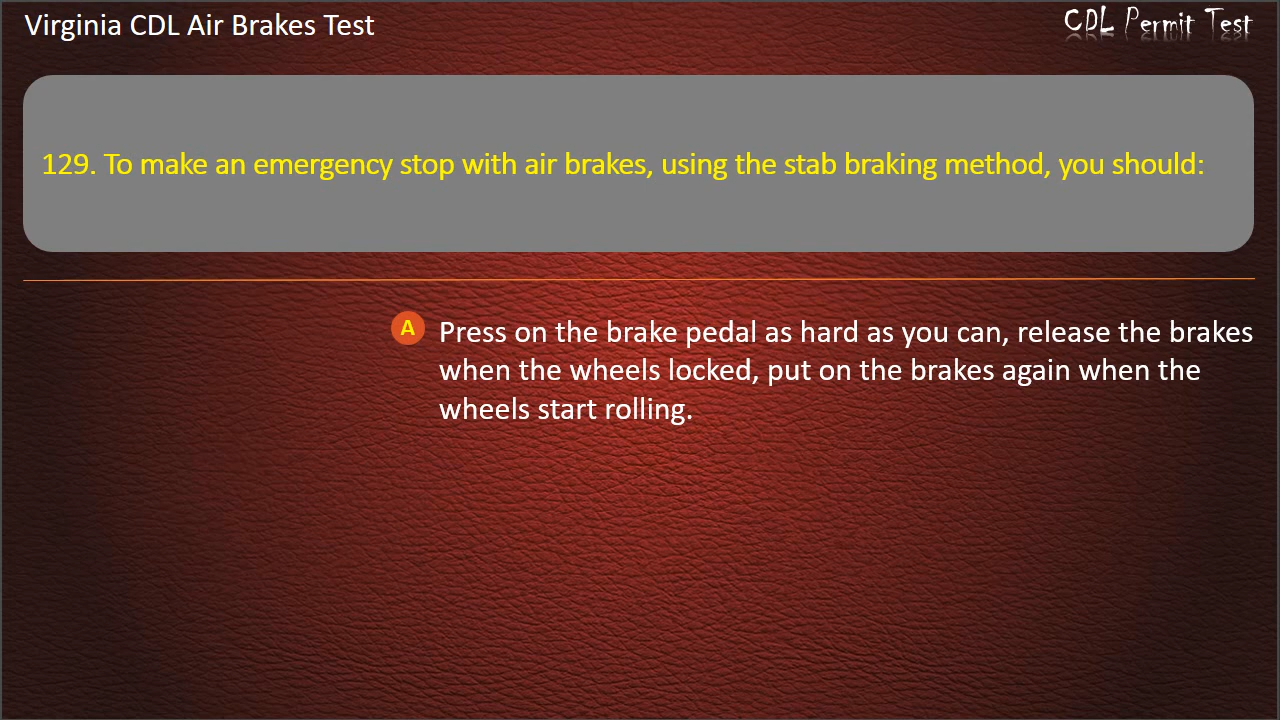 Virginia CDL Air Brakes Test
CDL Permit Test
129. To make an emergency stop with air brakes, using the stab braking method, you should:
A Press on the brake pedal as hard as you can, release the brakes
when the wheels locked, put on the brakes again when the
wheels start rolling.